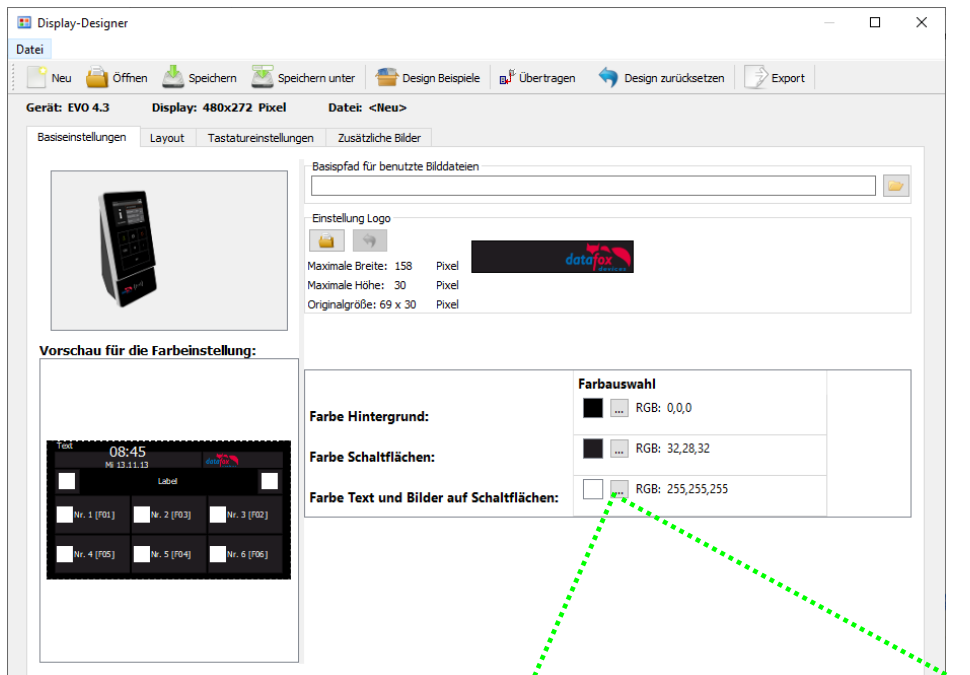 Display-Designer
Datei
Neu Öffnen Speichern Speichern unter Design Beispiele Übertragen Design zurücksetzen Export
Gerät: EVO 4.3 Display: 480x272 Pixel Datei: <Neu>
Basiseinstellungen Layout Tastatureinstellungen Zusätzliche Bilder
Basispfad für benutzte Bilddateien
Einstellung Logo
datafox
devices
Maximale Breite: 158 Pixel
Maximale Höhe: 30 Pixel
Originalgröße: 69 x 30 Pixel
Vorschau für die Farbeinstellung:
Text
08:45
Mi 13.11.13
datafox
Label
Nr. 1 [F01] Nr. 2 [F03] Nr. 3 [F02]
Nr. 4 [F05] Nr. 5 [F04] Nr. 6 [F06]
Farbauswahl
Farbe Hintergrund: ... RGB: 0,0,0
Farbe Schaltflächen: ... RGB: 32,28,32
Farbe Text und Bilder auf Schaltflächen: ... RGB: 255,255,255